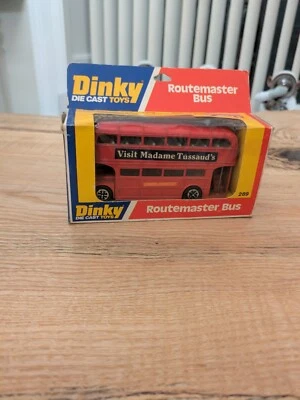 Dinky
DIE CAST TOYS
Routemaster
Bus
Visit Madame Tussaud's
289
Dinky
DIE CAST TOYS
Routemaster Bus